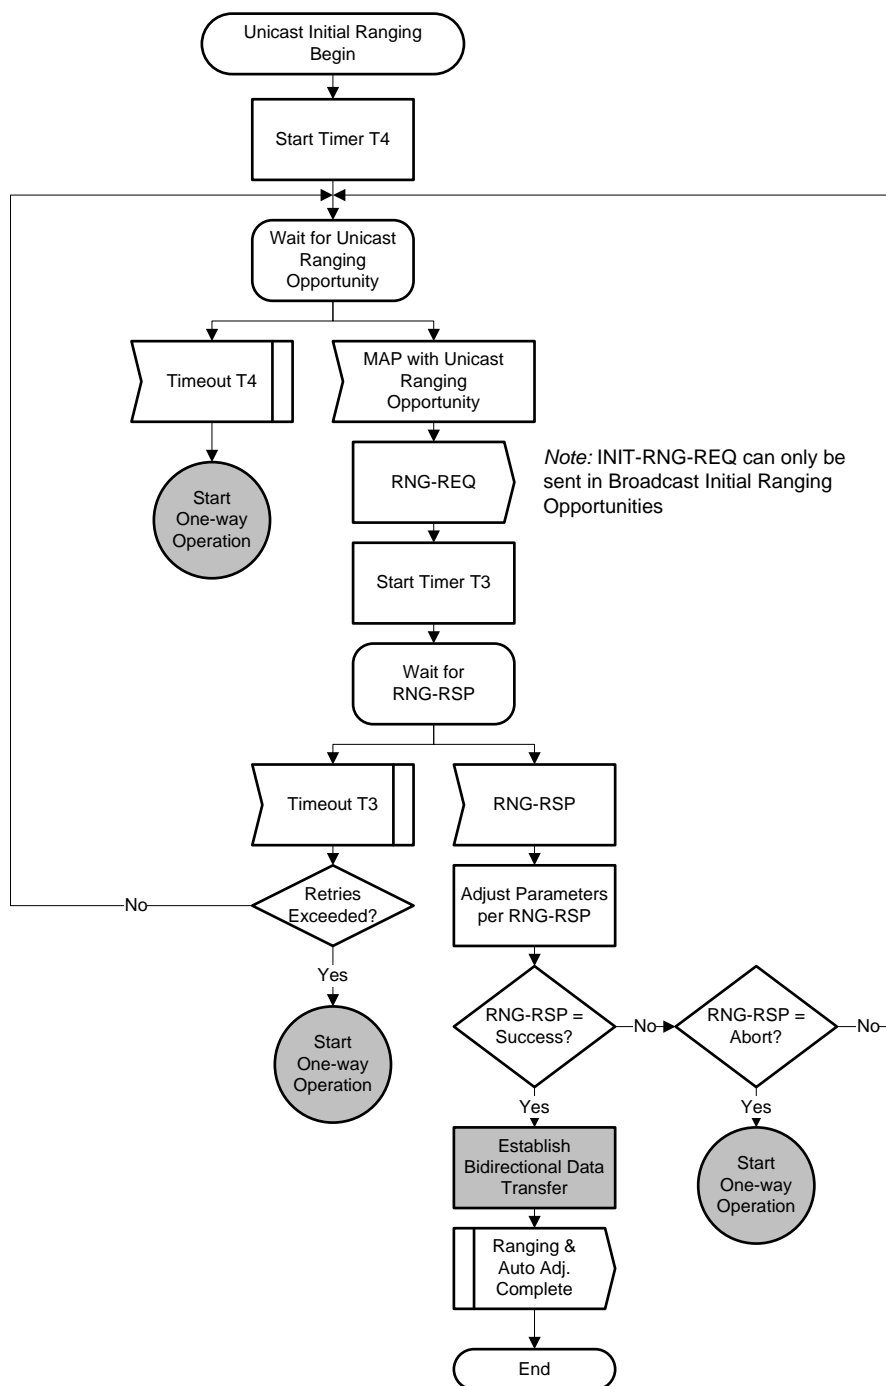 Unicast Initial Ranging
Begin
Start Timer T4
Wait for Unicast
Ranging
Opportunity
Timeout T4
MAP with Unicast
Ranging
Opportunity
Start
One-way
Operation
RNG-REQ
Note: INIT-RNG-REQ can only be
sent in Broadcast Initial Ranging
Opportunities
Start Timer T3
Wait for
RNG-RSP
Timeout T3
RNG-RSP
Retries
Exceeded?
No
Yes
Adjust Parameters
per RNG-RSP
Start
One-way
Operation
RNG-RSP =
Success?
No
RNG-RSP =
Abort?
No
Yes
Yes
Establish
Bidirectional Data
Transfer
Start
One-way
Operation
Ranging &
Auto Adj.
Complete
End